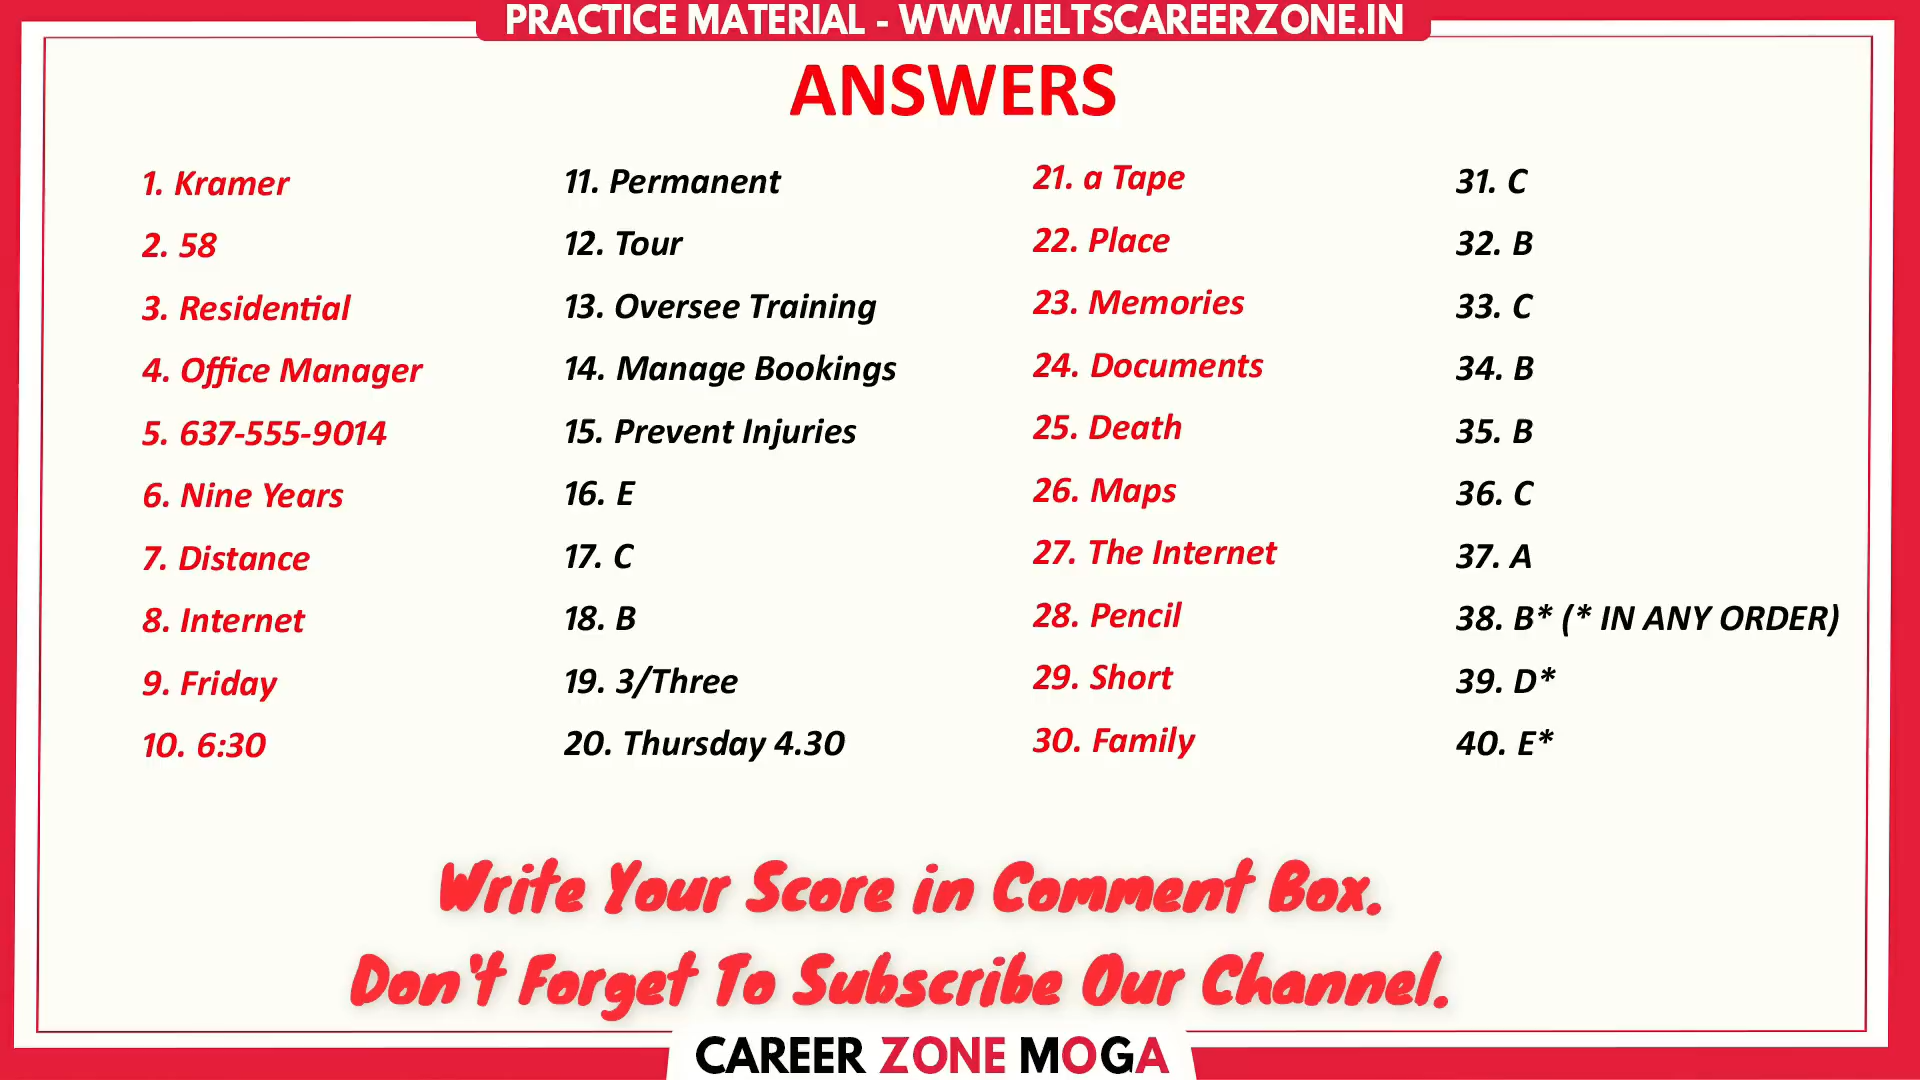 PRACTICE MATERIAL - WWW.IELTSCAREERZONE.IN
ANSWERS
1. Kramer
2. 58
3. Residential
4. Office Manager
5. 637-555-9014
6. Nine Years
7. Distance
8. Internet
9. Friday
10. 6:30
11. Permanent
12. Tour
13. Oversee Training
14. Manage Bookings
15. Prevent Injuries
16. E
17. C
18. B
19. 3/Three
20. Thursday 4.30
21. a Tape
22. Place
23. Memories
24. Documents
25. Death
26. Maps
27. The Internet
28. Pencil
29. Short
30. Family
31. C
32. B
33. C
34. B
35. B
36. C
37. A
38. B* (* IN ANY ORDER)
39. D*
40. E*
Write Your Score in Comment Box.
Don't Forget To Subscribe Our Channel.
CAREER ZONE MOGA